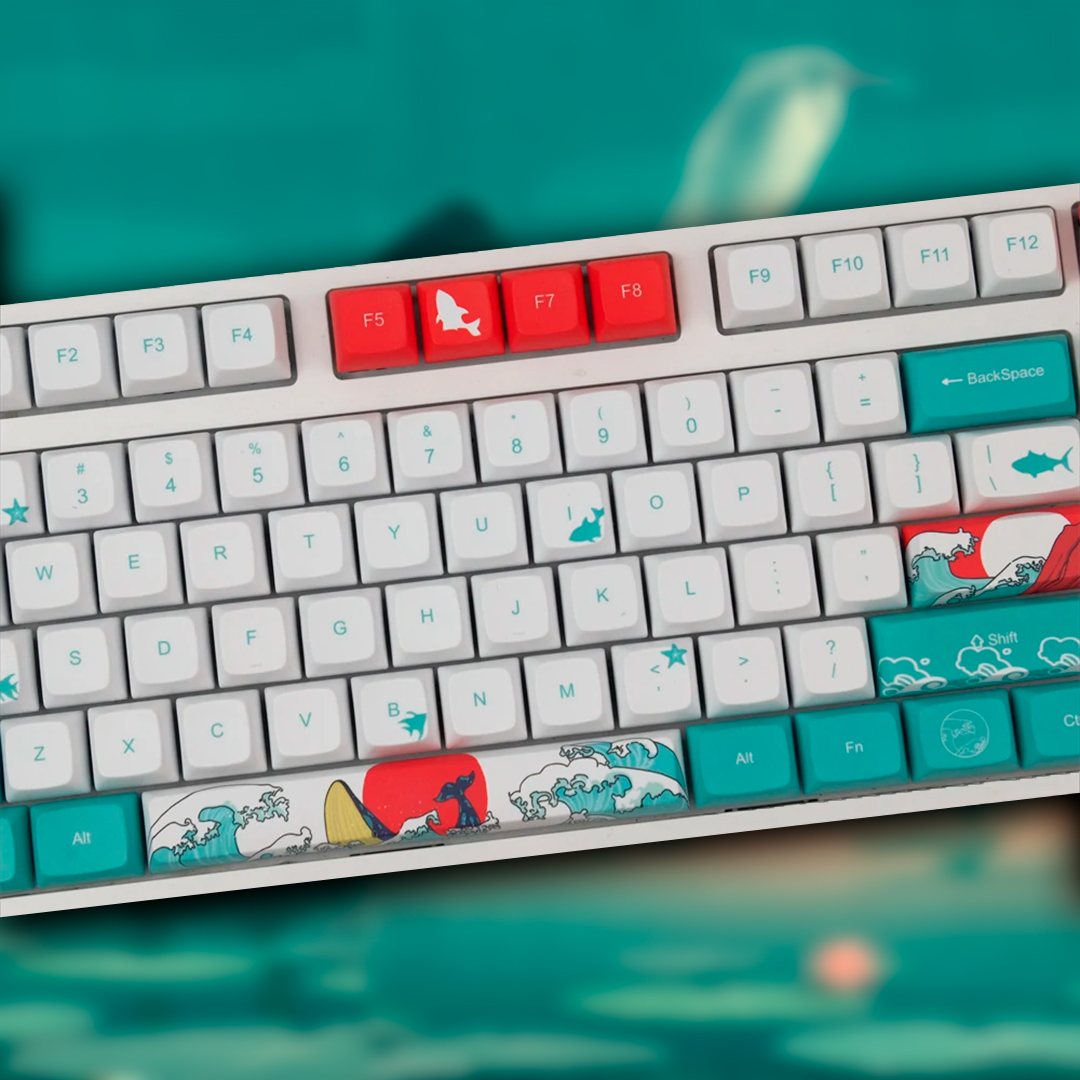 F2 F3 F4 F5 F7 F8 F9 F10 F11 F12
# 3 $ 4 % 5 ^ 6 & 7 * 8 ( 9 ) 0 _ - + = ← BackSpace
W E R T Y U I O P { [ } ] | \
S D F G H J K L : ; " '
Z X C V B N M < , > . ? / Shift
Alt Alt Fn